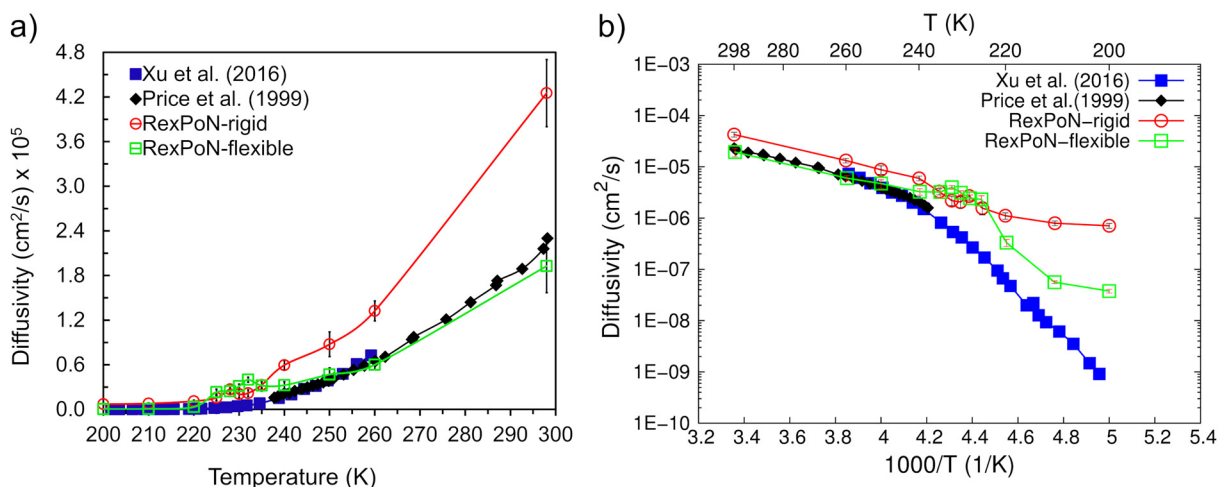 a)
Diffusivity (cm²/s) x 10⁵
4.8
4.2
3.6
3.0
2.4
1.8
1.2
0.6
0.0
Xu et al. (2016)
Price et al. (1999)
RexPoN-rigid
RexPoN-flexible
200 210 220 230 240 250 260 270 280 290 300
Temperature (K)
b)
T (K)
298 280 260 240 220 200
Diffusivity (cm²/s)
1E−03
1E−04
1E−05
1E−06
1E−07
1E−08
1E−09
1E−10
Xu et al. (2016)
Price et al.(1999)
RexPoN−rigid
RexPoN−flexible
3.2 3.4 3.6 3.8 4 4.2 4.4 4.6 4.8 5 5.2 5.4
1000/T (1/K)